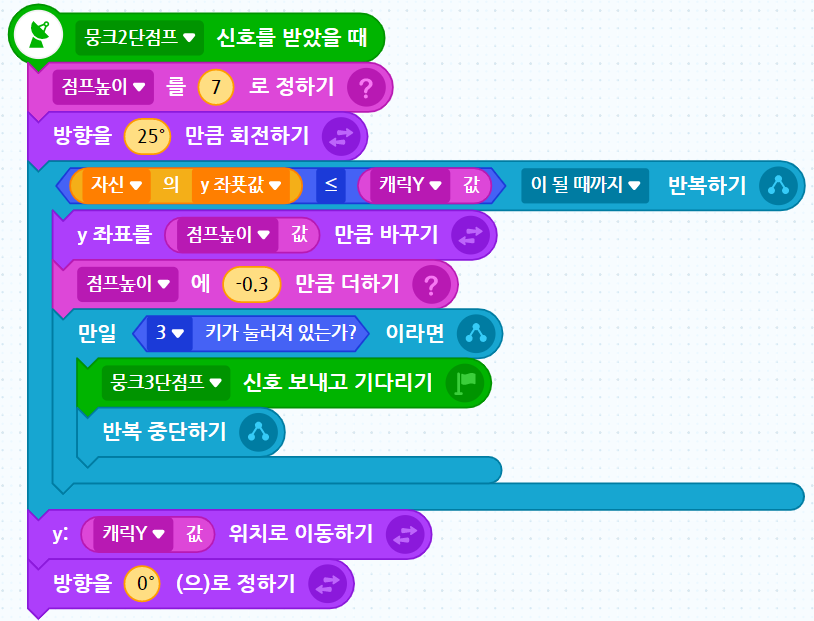 뭉크2단점프 ▼ 신호를 받았을 때
점프높이 ▼ 를 7 로 정하기 ?
방향을 25° 만큼 회전하기
자신 ▼ 의 y 좌푯값 ▼ ≤ 캐릭Y ▼ 값 이 될 때까지 ▼ 반복하기
y 좌표를 점프높이 ▼ 값 만큼 바꾸기
점프높이 ▼ 에 -0.3 만큼 더하기 ?
만일 3 ▼ 키가 눌러져 있는가? 이라면
뭉크3단점프 ▼ 신호 보내고 기다리기
반복 중단하기
y: 캐릭Y ▼ 값 위치로 이동하기
방향을 0° (으)로 정하기